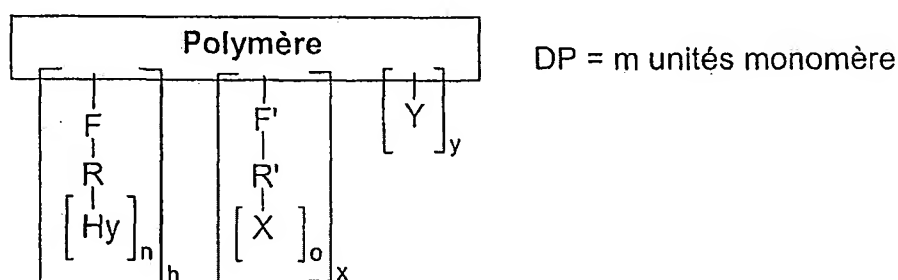 Polymère
DP = m unités monomère
F F' Y
y
R R'
Hy n X o
h x